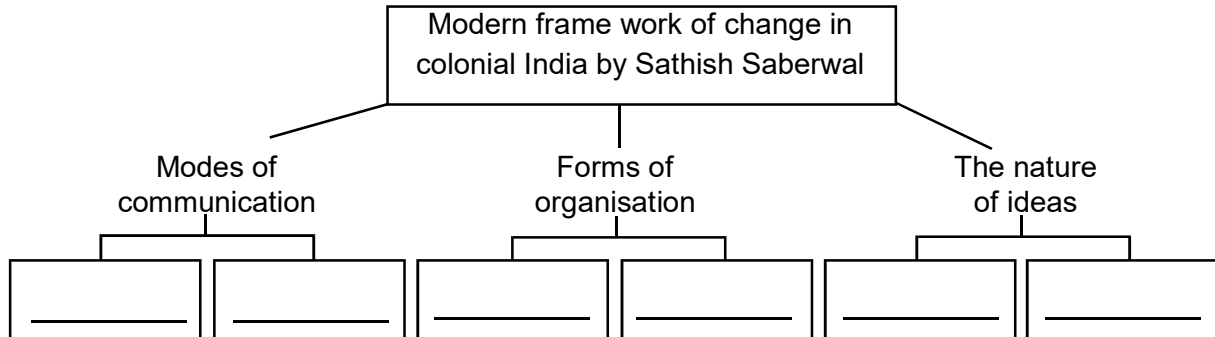 Modern frame work of change in
colonial India by Sathish Saberwal
Modes of
communication
Forms of
organisation
The nature
of ideas